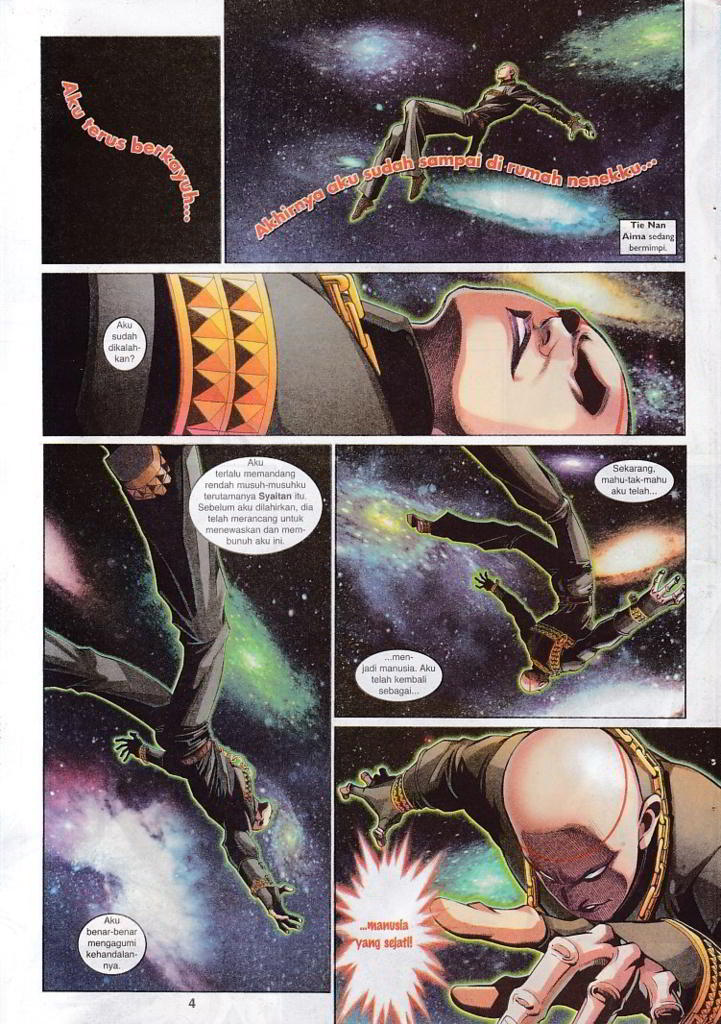 Aku terus berkayuh...
Akhirnya aku sudah sampai di rumah nenekku...
Tie Nan
Aima sedang
bermimpi.
Aku
sudah
dikalah-
kan?
Aku
terlalu memandang
rendah musuh-musuhku
terutamanya Syaitan itu.
Sebelum aku dilahirkan, dia
telah merancang untuk
menewaskan dan mem-
bunuh aku ini.
Sekarang,
mahu-tak-mahu
aku telah...
...men-
jadi manusia. Aku
telah kembali
sebagai...
Aku
benar-benar
mengagumi
kehandalan-
nya.
...manusia
yang sejati!
4